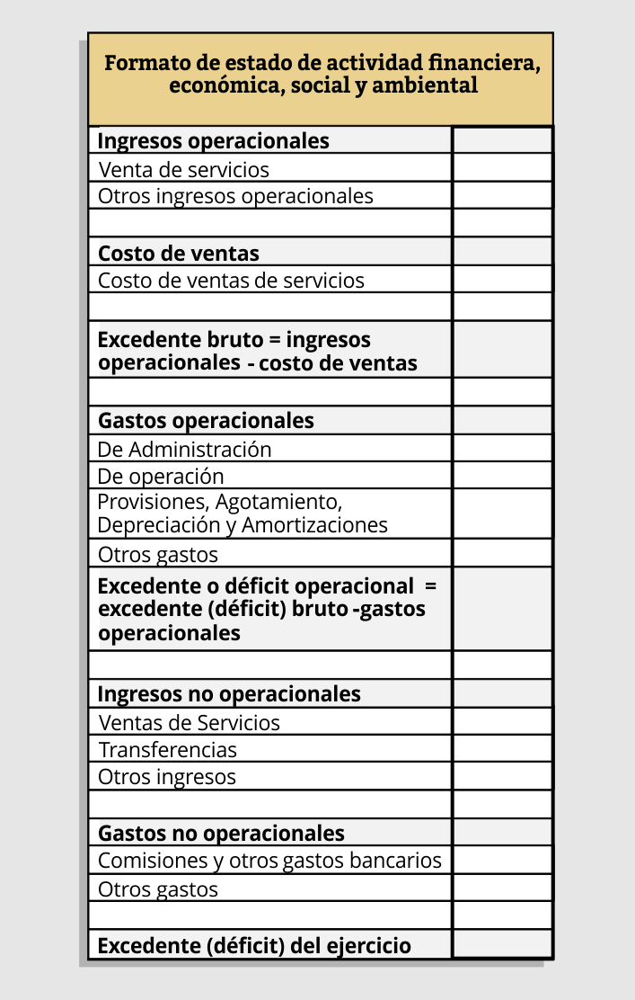 Formato de estado de actividad financiera,
económica, social y ambiental
Ingresos operacionales
Venta de servicios
Otros ingresos operacionales
Costo de ventas
Costo de ventas de servicios
Excedente bruto = ingresos
operacionales - costo de ventas
Gastos operacionales
De Administración
De operación
Provisiones, Agotamiento,
Depreciación y Amortizaciones
Otros gastos
Excedente o déficit operacional =
excedente (déficit) bruto -gastos
operacionales
Ingresos no operacionales
Ventas de Servicios
Transferencias
Otros ingresos
Gastos no operacionales
Comisiones y otros gastos bancarios
Otros gastos
Excedente (déficit) del ejercicio